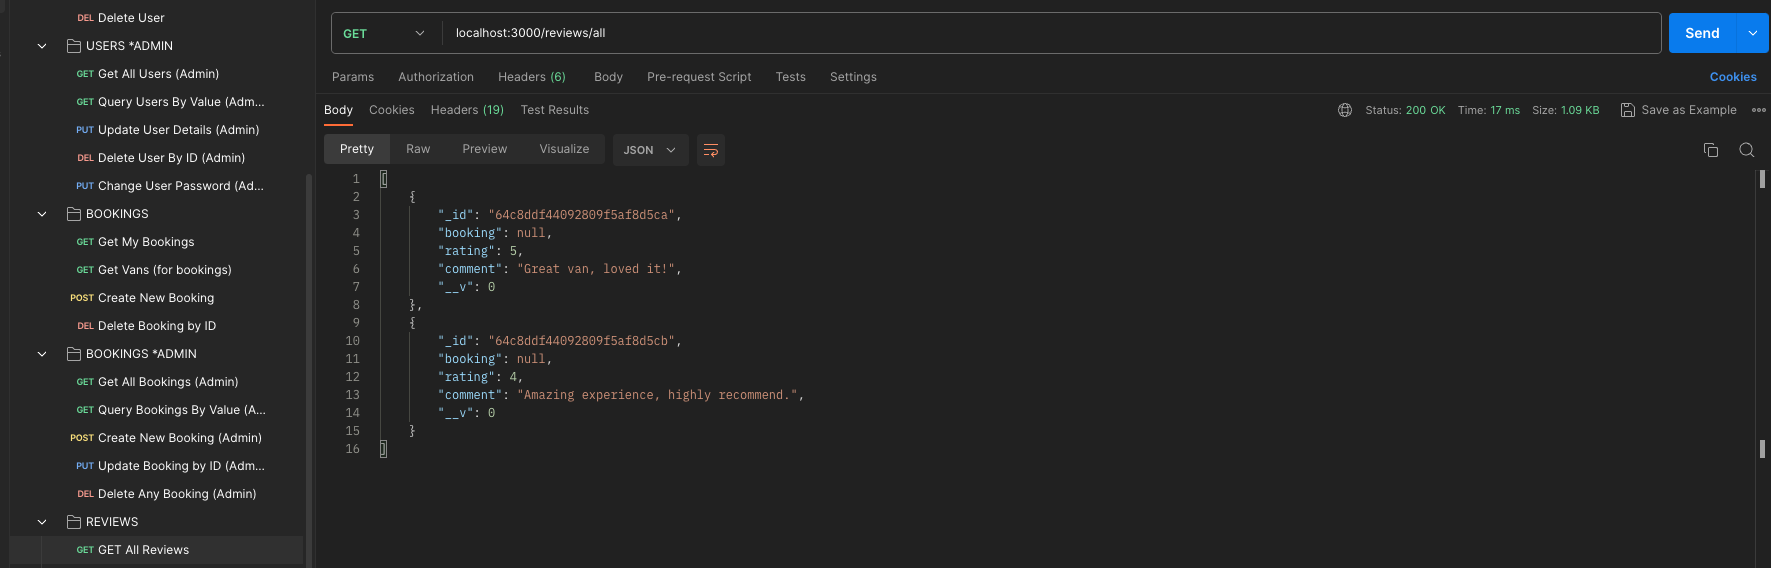 DEL Delete User
USERS *ADMIN
GET Get All Users (Admin)
GET Query Users By Value (Adm...
PUT Update User Details (Admin)
DEL Delete User By ID (Admin)
PUT Change User Password (Ad...
BOOKINGS
GET Get My Bookings
GET Get Vans (for bookings)
POST Create New Booking
DEL Delete Booking by ID
BOOKINGS *ADMIN
GET Get All Bookings (Admin)
GET Query Bookings By Value (A...
POST Create New Booking (Admin)
PUT Update Booking by ID (Adm...
DEL Delete Any Booking (Admin)
REVIEWS
GET GET All Reviews
GET localhost:3000/reviews/all Send
Params Authorization Headers (6) Body Pre-request Script Tests Settings Cookies
Body Cookies Headers (19) Test Results Status: 200 OK Time: 17 ms Size: 1.09 KB Save as Example
Pretty Raw Preview Visualize JSON
1 [
2 {
3 "_id": "64c8ddf44092809f5af8d5ca",
4 "booking": null,
5 "rating": 5,
6 "comment": "Great van, loved it!",
7 "__v": 0
8 },
9 {
10 "_id": "64c8ddf44092809f5af8d5cb",
11 "booking": null,
12 "rating": 4,
13 "comment": "Amazing experience, highly recommend.",
14 "__v": 0
15 }
16 ]